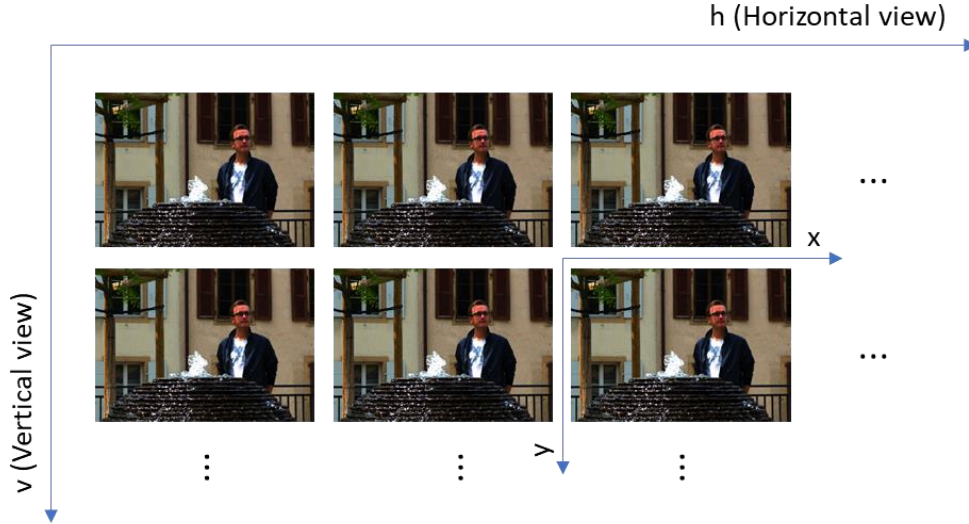 h (Horizontal view)
...
x
v (Vertical view)
...
y
⋮ ⋮ ⋮